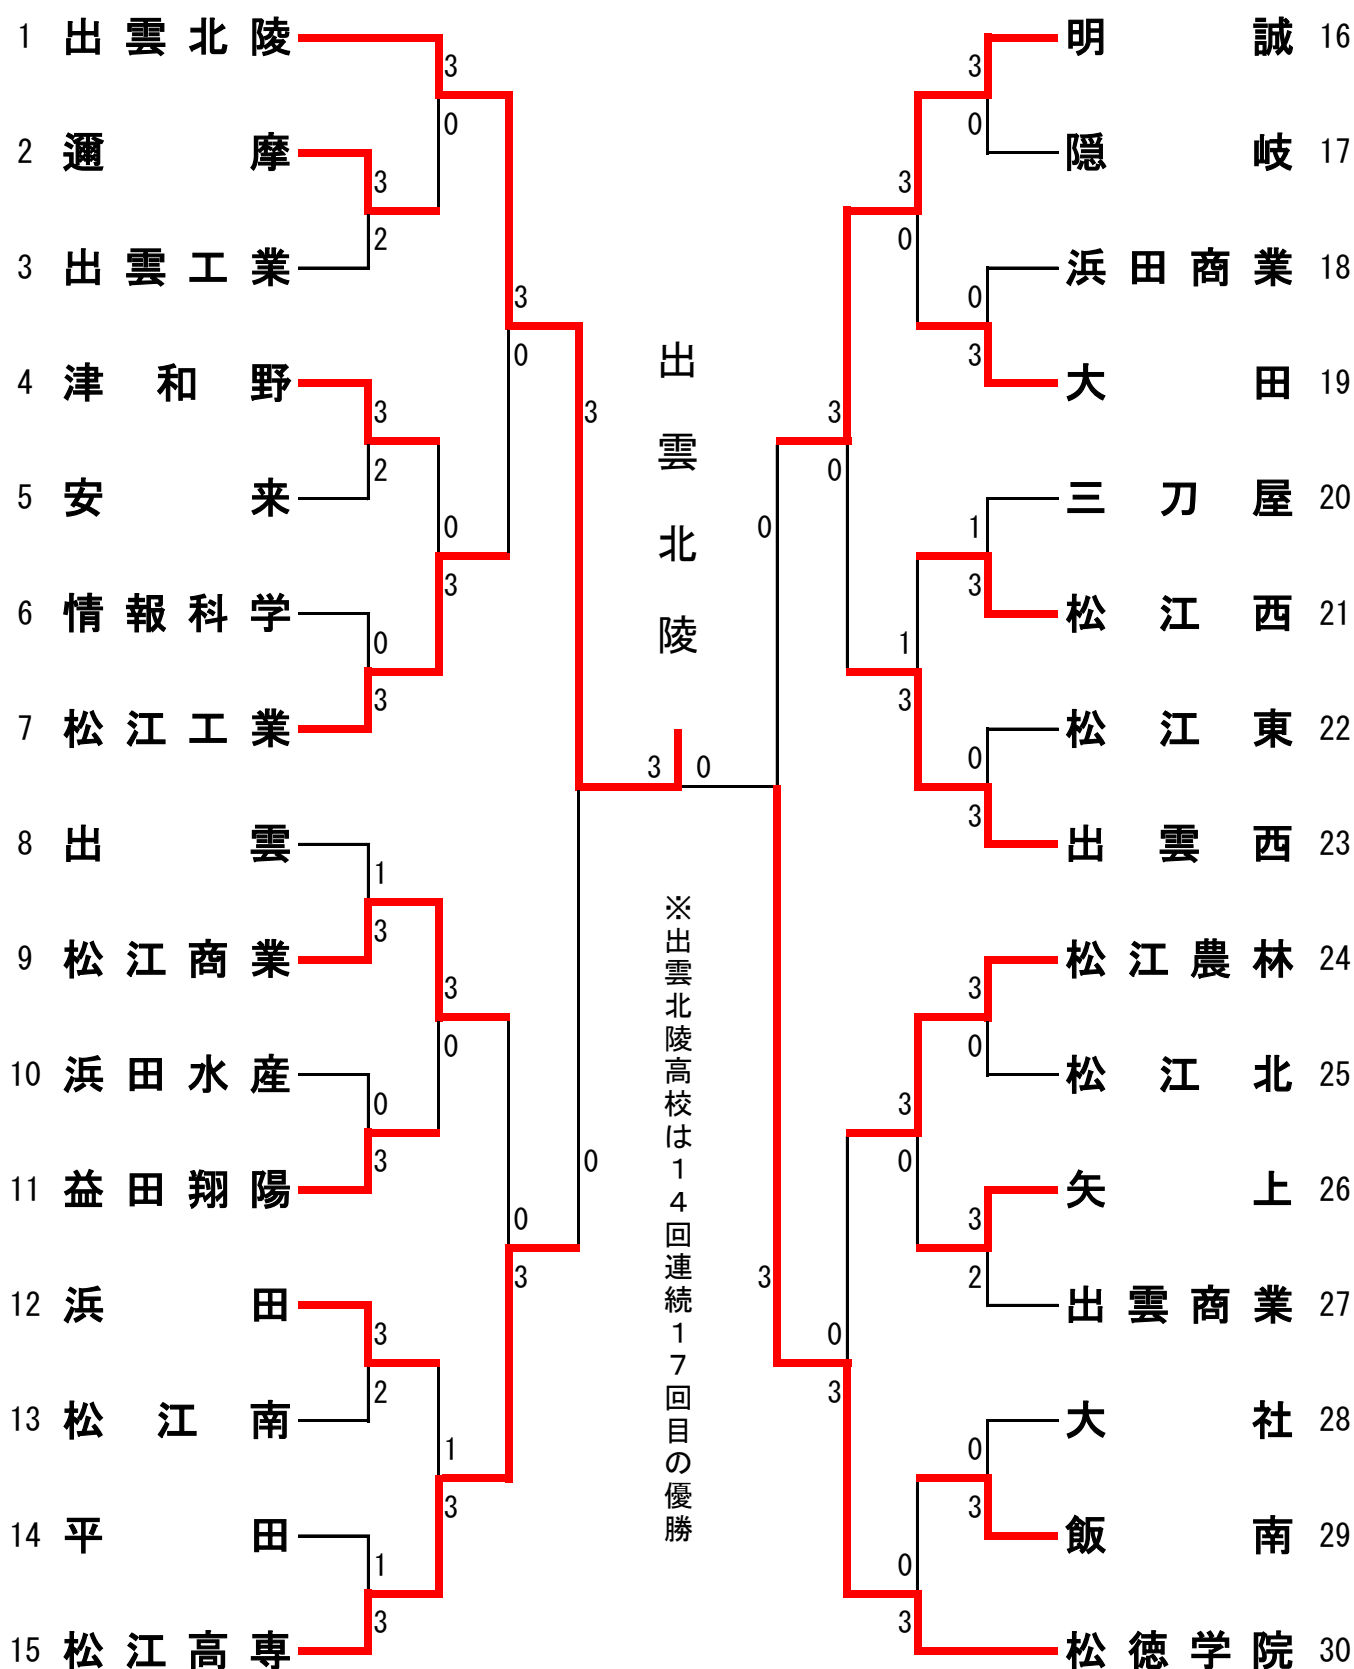 1 出雲北陵
2 邇摩
3 出雲工業
4 津和野
5 安来
6 情報科学
7 松江工業
8 出雲
9 松江商業
10 浜田水産
11 益田翔陽
12 浜田
13 松江南
14 平田
15 松江高専
3
0
3
2
3
0
3
2
0
3
0
3
3
1
3
3
0
0
3
0
0
3
3
2
1
3
1
3
出雲北陵
3 0
※出雲北陵高校は14回連続17回目の優勝
3
0
3
0
0
3
3
0
0
1
3
1
3
0
3
3
0
3
0
3
3
2
0
3
0
3
0
3
明誠 16
隠岐 17
浜田商業 18
大田 19
三刀屋 20
松江西 21
松江東 22
出雲西 23
松江農林 24
松江北 25
矢上 26
出雲商業 27
大社 28
飯南 29
松徳学院 30